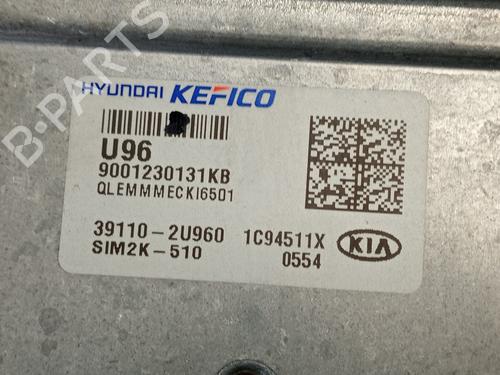 B-PARTS
HYUNDAI KEFICO
U96
9001230131KB
QLEMMMECKI6501
39110-2U960 1C94511X
SIM2K-510 0554
KIA